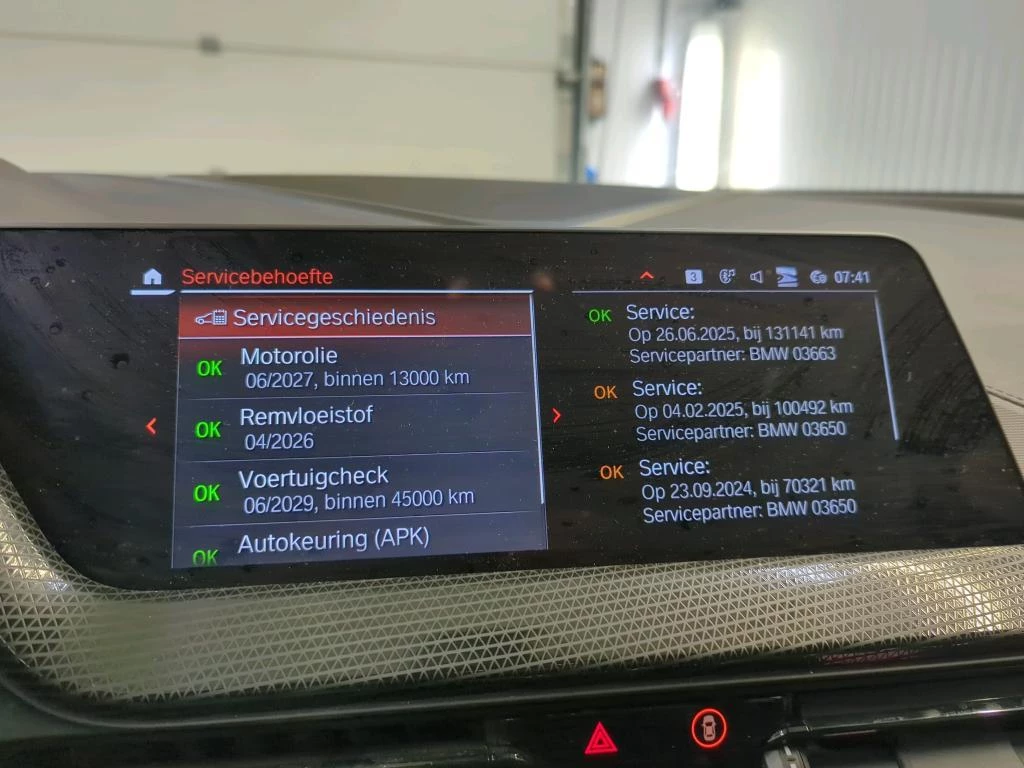 Servicebehoefte
3
07:41
Servicegeschiedenis
OK Motorolie
06/2027, binnen 13000 km
OK Remvloeistof
04/2026
OK Voertuigcheck
06/2029, binnen 45000 km
OK Autokeuring (APK)
OK Service:
Op 26.06.2025, bij 131141 km
Servicepartner: BMW 03663
OK Service:
Op 04.02.2025, bij 100492 km
Servicepartner: BMW 03650
OK Service:
Op 23.09.2024, bij 70321 km
Servicepartner: BMW 03650